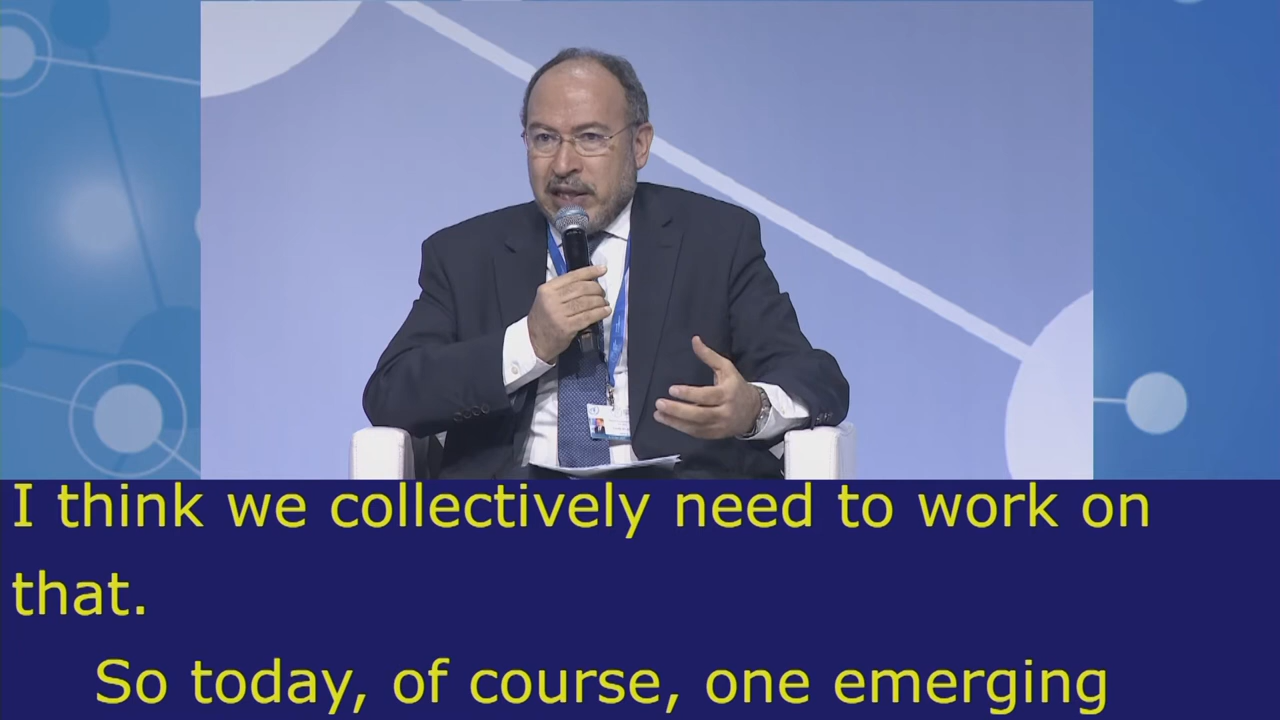 I think we collectively need to work on
that.
So today, of course, one emerging